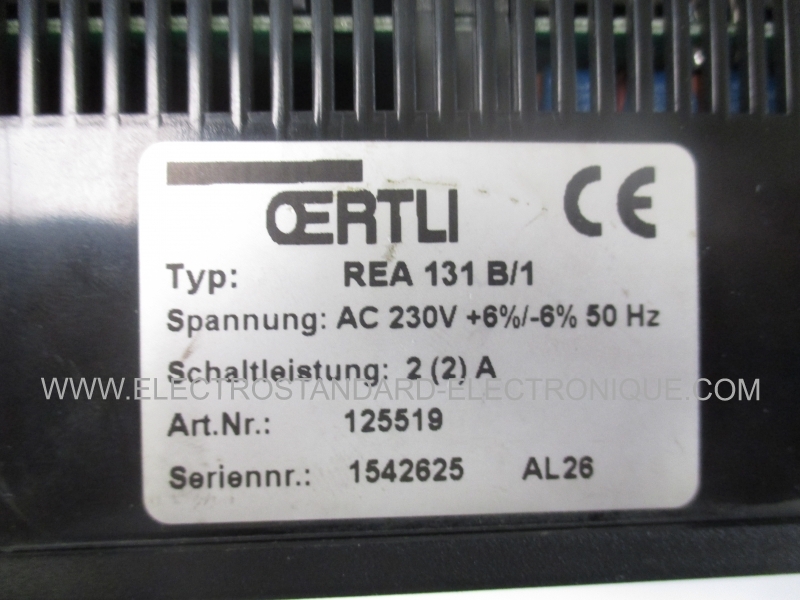 ŒRTLI CE
Typ: REA 131 B/1
Spannung: AC 230V +6%/-6% 50 Hz
Schaltleistung: 2 (2) A
WWW.ELECTROSTANDARD-ELECTRONIQUE.COM
Art.Nr.: 125519
Seriennr.: 1542625 AL26